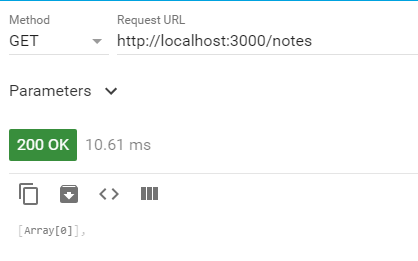 Method
GET
Request URL
http://localhost:3000/notes
Parameters
200 OK 10.61 ms
[Array[0]],